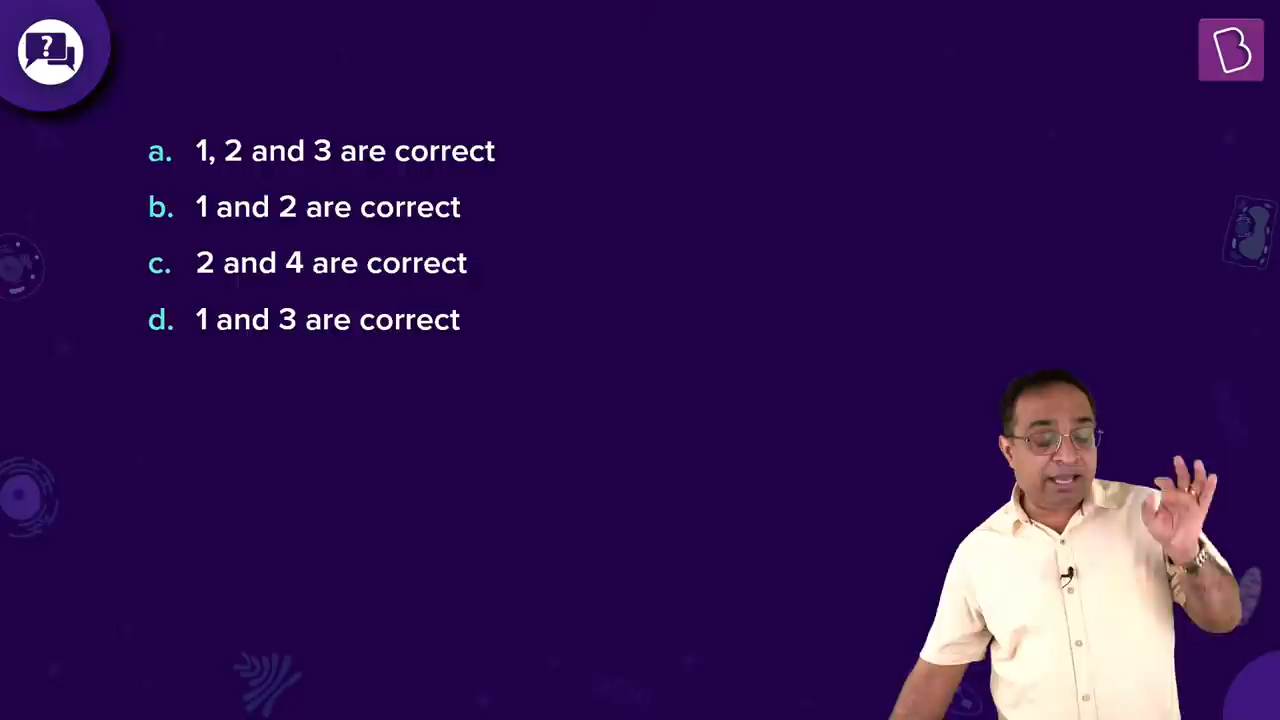 ?
B
a. 1, 2 and 3 are correct
b. 1 and 2 are correct
c. 2 and 4 are correct
d. 1 and 3 are correct